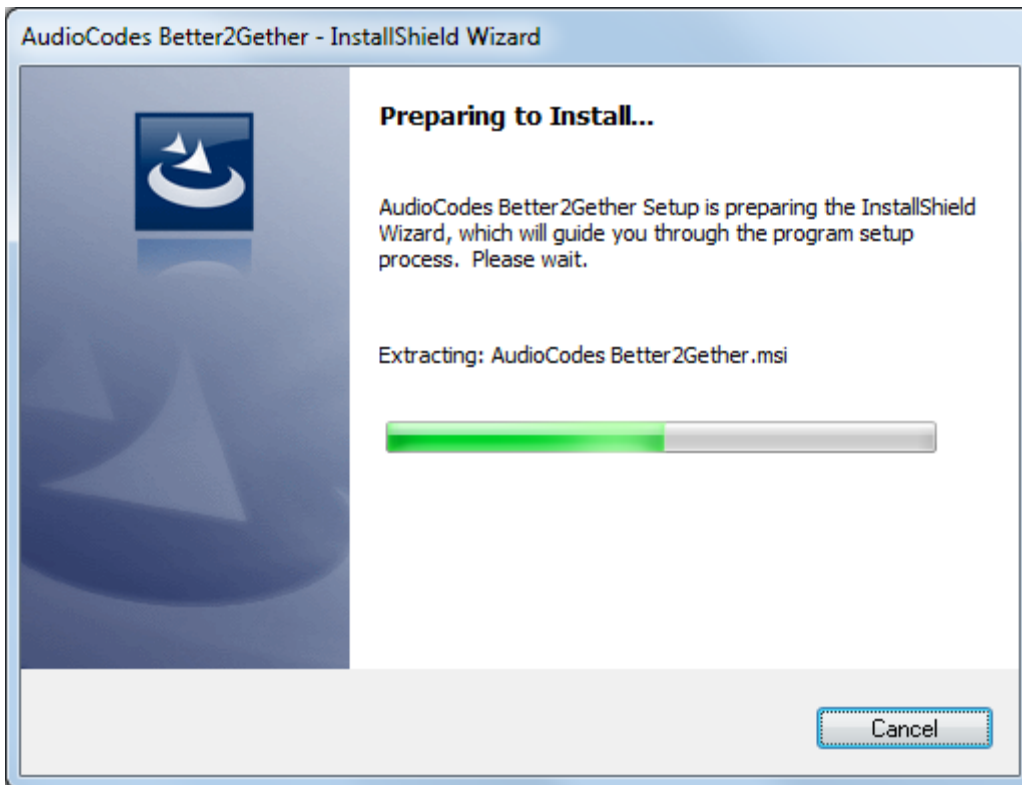 AudioCodes Better2Gether - InstallShield Wizard
Preparing to Install...
AudioCodes Better2Gether Setup is preparing the InstallShield
Wizard, which will guide you through the program setup
process.  Please wait.
Extracting: AudioCodes Better2Gether.msi
Cancel